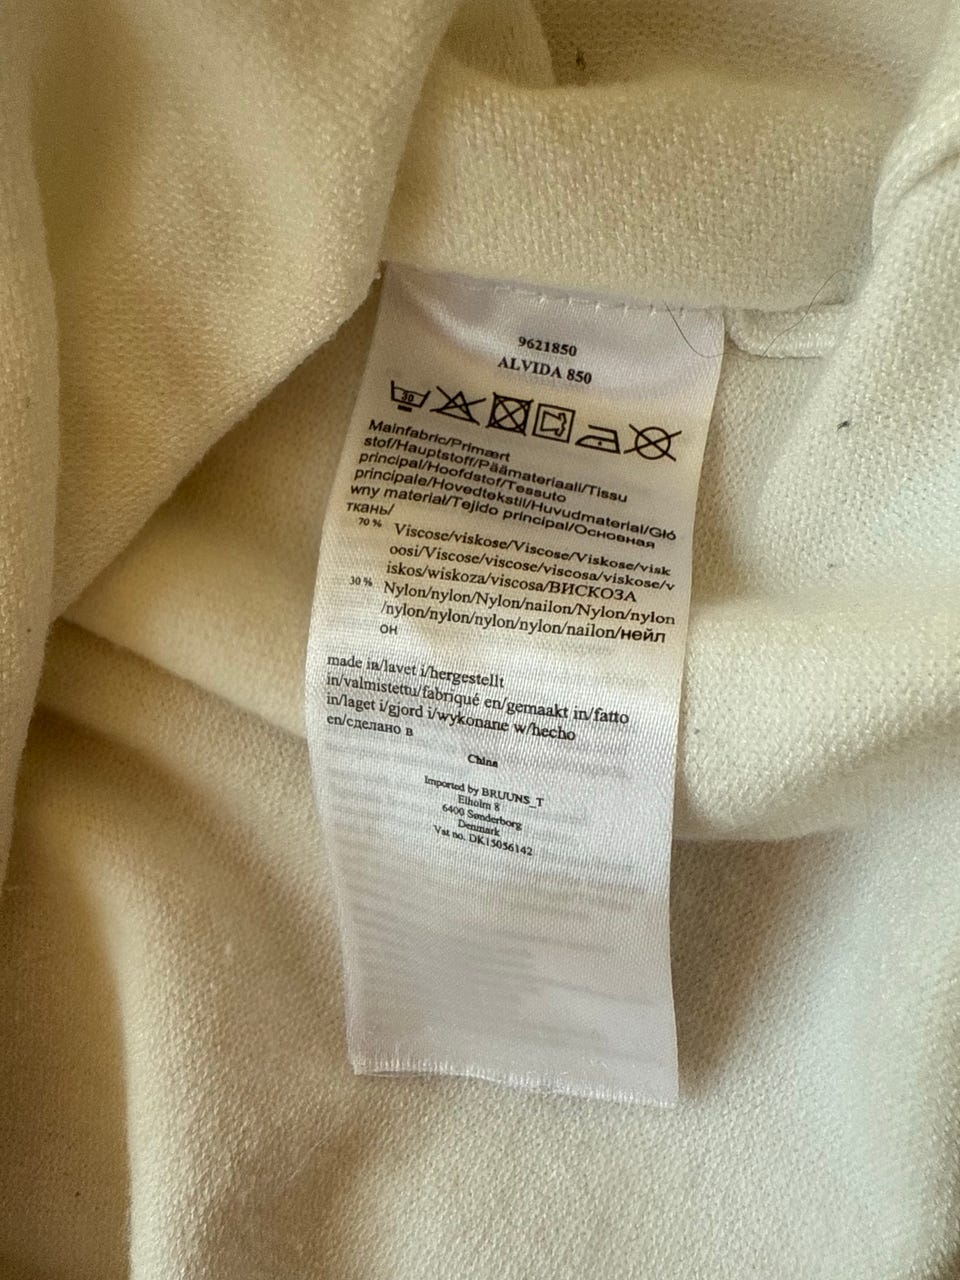 9621850
ALVIDA 850
30
Mainfabric/Primært
stof/Hauptstoff/Päämateriaali/Tissu
principal/Hoofdstof/Tessuto
principale/Hovedtekstil/Huvudmaterial/Głó
wny materiał/Tejido principal/Основная
ткань/
70 % Viscose/viskose/Viscose/Viskose/visk
oosi/Viscose/viscose/viscosa/viskose/v
iskos/wiskoza/viscosa/ВИСКОЗА
30 % Nylon/nylon/Nylon/nailon/Nylon/nylon
/nylon/nylon/nylon/nylon/nailon/нейл
он
made in/lavet i/hergestellt
in/valmistettu/fabriqué en/gemaakt in/fatto
in/laget i/gjord i/wykonane w/hecho
en/сделано в
China
Imported by BRUUNS_T
Elholm 8
6400 Sønderborg
Denmark
Vat no. DK15056142